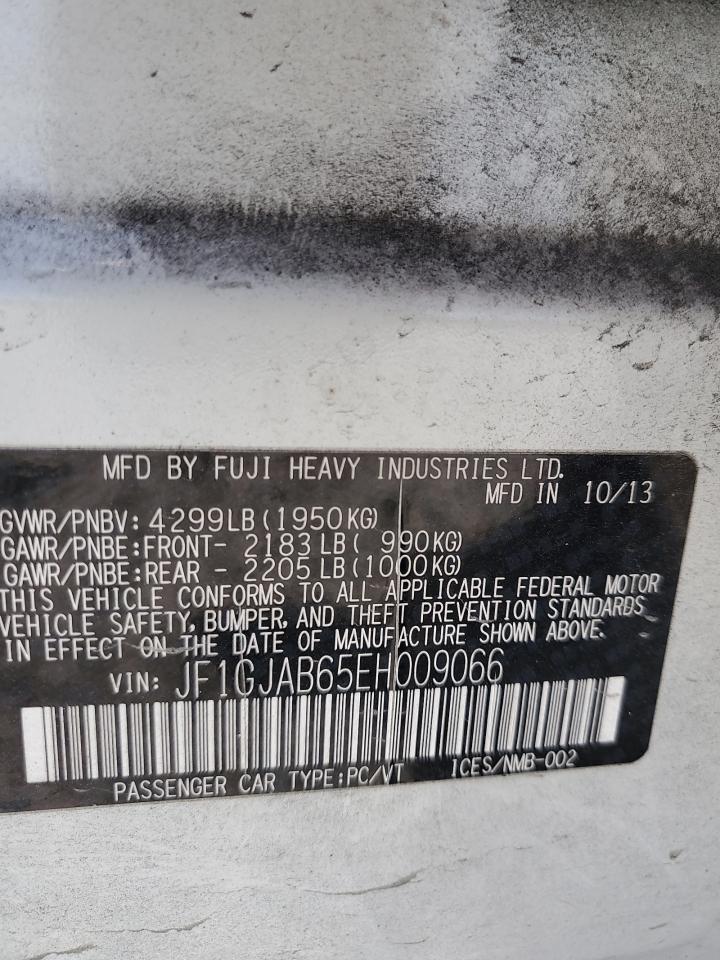 MFD BY FUJI HEAVY INDUSTRIES LTD.
MFD IN 10/13
GVWR/PNBV: 4299LB (1950KG)
GAWR/PNBE:FRONT- 2183 LB ( 990KG)
GAWR/PNBE:REAR - 2205 LB (1000KG)
THIS VEHICLE CONFORMS TO ALL APPLICABLE FEDERAL MOTOR
VEHICLE SAFETY, BUMPER, AND THEFT PREVENTION STANDARDS
IN EFFECT ON THE DATE OF MANUFACTURE SHOWN ABOVE.
VIN: JF1GJAB65EH009066
PASSENGER CAR TYPE:PC/VT ICES/NMB-002